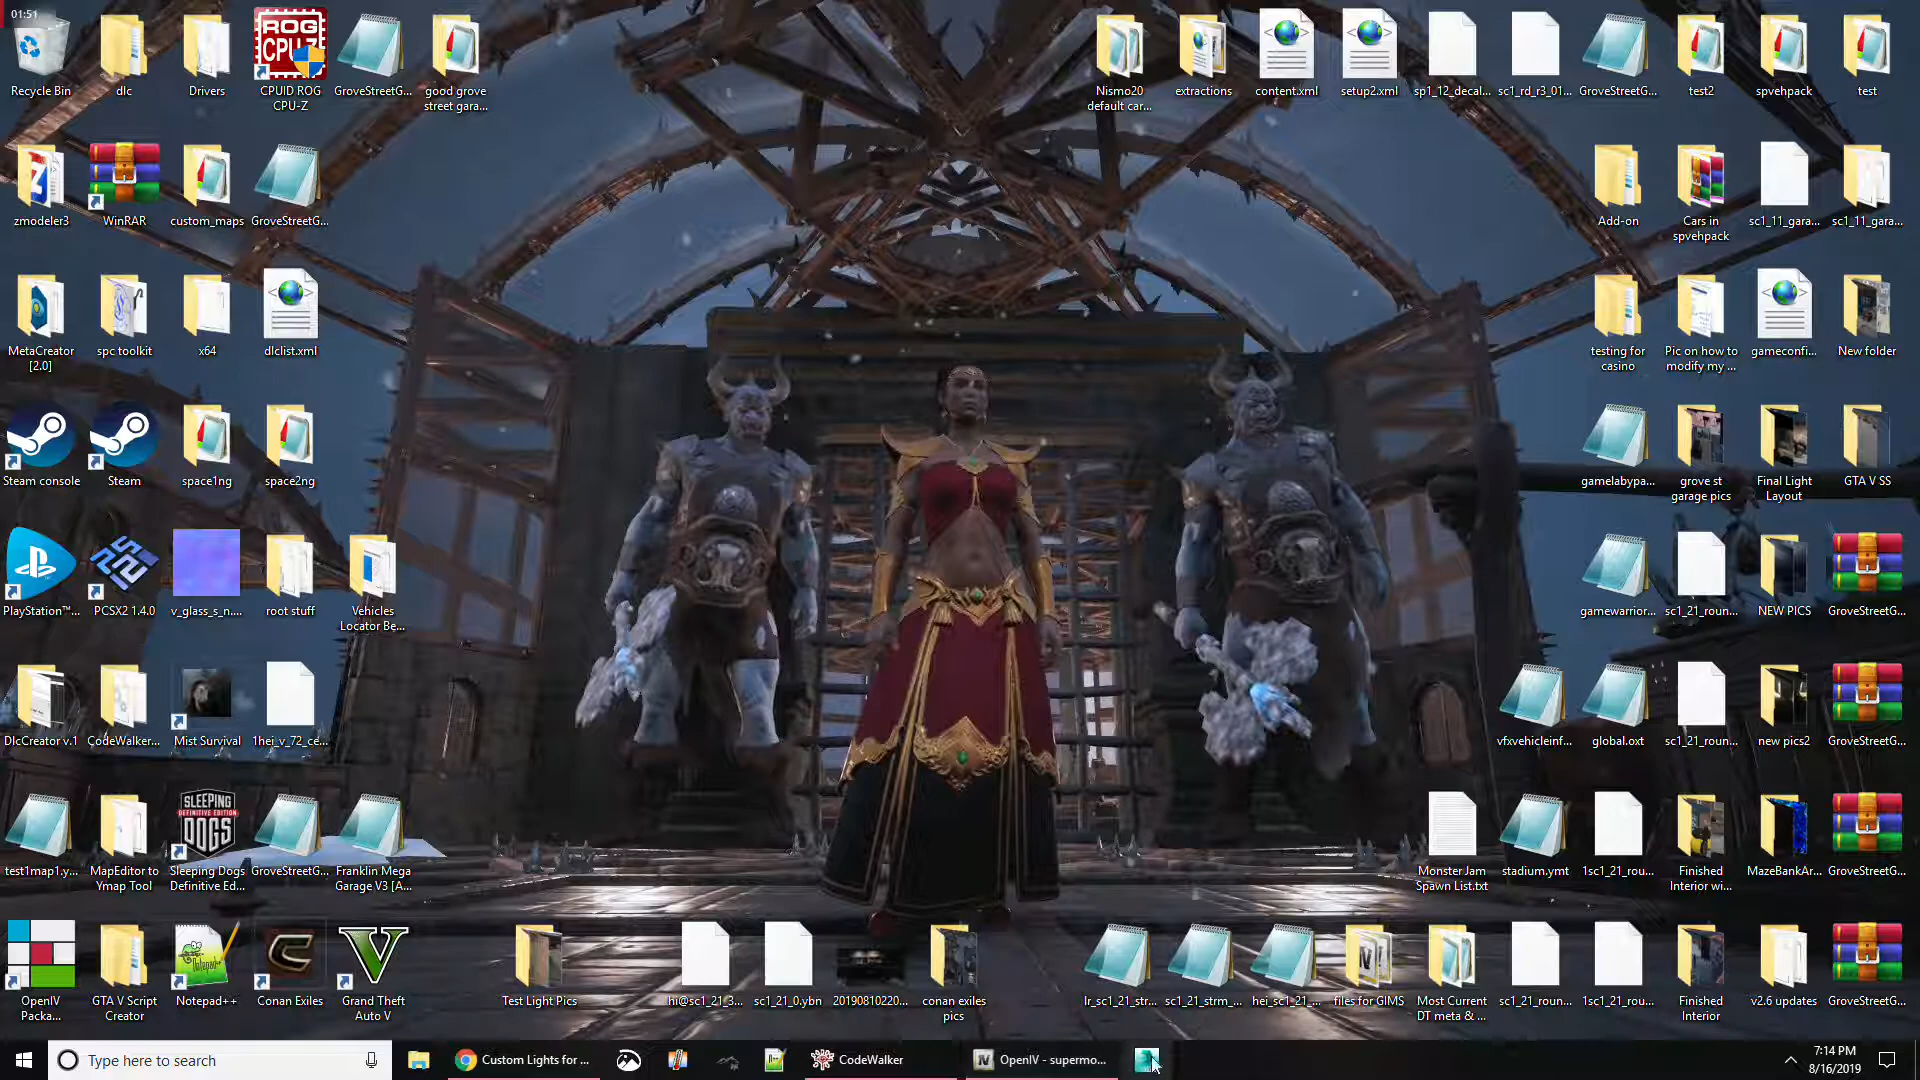 01:51
Recycle Bin
dlc
Drivers
CPUID ROG
CPU-Z
GroveStreetG...
good grove
street gara...
Nismo20
default car...
extractions
content.xml
setup2.xml
sp1_12_decal...
sc1_rd_r3_01...
GroveStreetG...
test2
spvehpack
test
zmodeler3
WinRAR
custom_maps
GroveStreetG...
Add-on
Cars in
spvehpack
sc1_11_gara...
sc1_11_gara...
MetaCreator
[2.0]
spc toolkit
x64
dlclist.xml
testing for
casino
Pic on how to
modify my ...
gameconfi...
New folder
Steam console
Steam
space1ng
space2ng
gamelabypa...
grove st
garage pics
Final Light
Layout
GTA V SS
PlayStation™...
PCSX2 1.4.0
v_glass_s_n....
root stuff
Vehicles
Locator Be...
gamewarrior...
sc1_21_roun...
NEW PICS
GroveStreetG...
DlcCreator v.1
CodeWalker...
Mist Survival
1hei_v_72_ce...
vfxvehicleinf...
global.oxt
sc1_21_roun...
new pics2
GroveStreetG...
SLEEPING
DEFINITIVE EDITION
DOGS
test1map1.y...
MapEditor to
Ymap Tool
Sleeping Dogs
Definitive Ed...
GroveStreetG...
Franklin Mega
Garage V3 [A...
Monster Jam
Spawn List.txt
stadium.ymt
1sc1_21_rou...
Finished
Interior wi...
MazeBankAr...
GroveStreetG...
OpenIV
Packa...
GTA V Script
Creator
Notepad++
Conan Exiles
Grand Theft
Auto V
Test Light Pics
hi@sc1_21_3...
sc1_21_0.ybn
20190810220...
conan exiles
pics
lr_sc1_21_str...
sc1_21_strm_...
hei_sc1_21_...
files for GIMS
Most Current
DT meta & ...
sc1_21_roun...
1sc1_21_rou...
Finished
Interior
v2.6 updates
GroveStreetG...
Type here to search
Custom Lights for ...
CodeWalker
OpenIV - supermo...
7:14 PM
8/16/2019